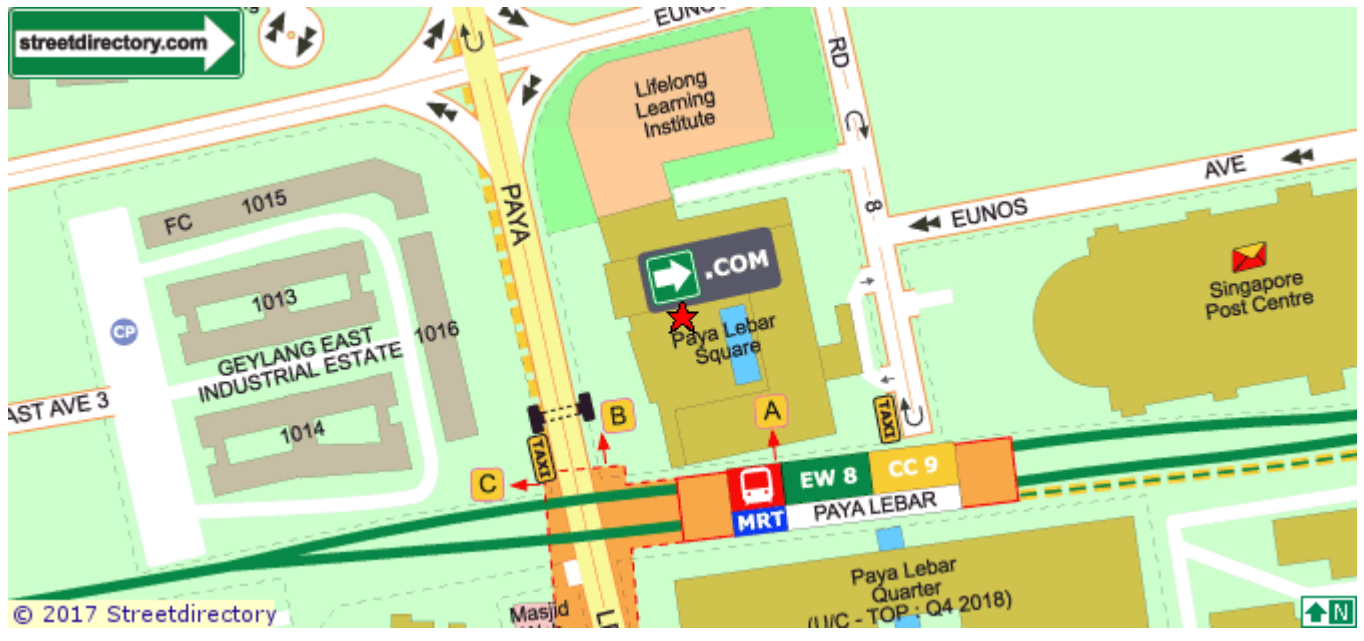 streetdirectory.com
EUNOS
RD
8
Lifelong
Learning
Institute
PAYA
AVE
EUNOS
FC
1015
.COM
Singapore
Post Centre
1013
CP
1016
GEYLANG EAST
INDUSTRIAL ESTATE
Paya Lebar
Square
AST AVE 3
1014
TAXI
B
A
TAXI
C
EW 8
CC 9
MRT
PAYA LEBAR
Paya Lebar
Quarter
(U/C - TOP : Q4 2018)
Masjid
LE
© 2017 Streetdirectory
N